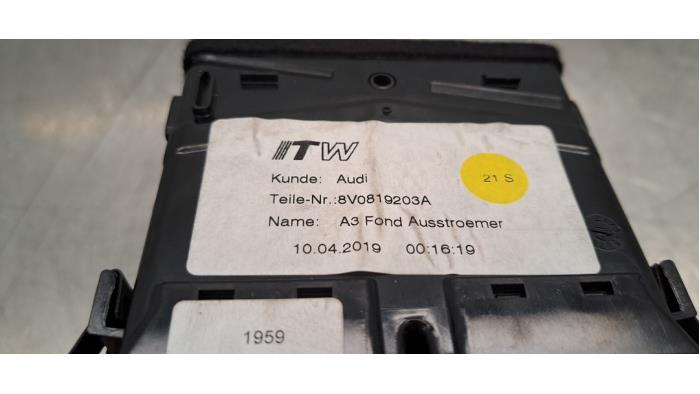 ITW
Kunde: Audi
21 S
Teile-Nr.:8V0819203A
Name: A3 Fond Ausstroemer
10.04.2019 00:16:19
1959